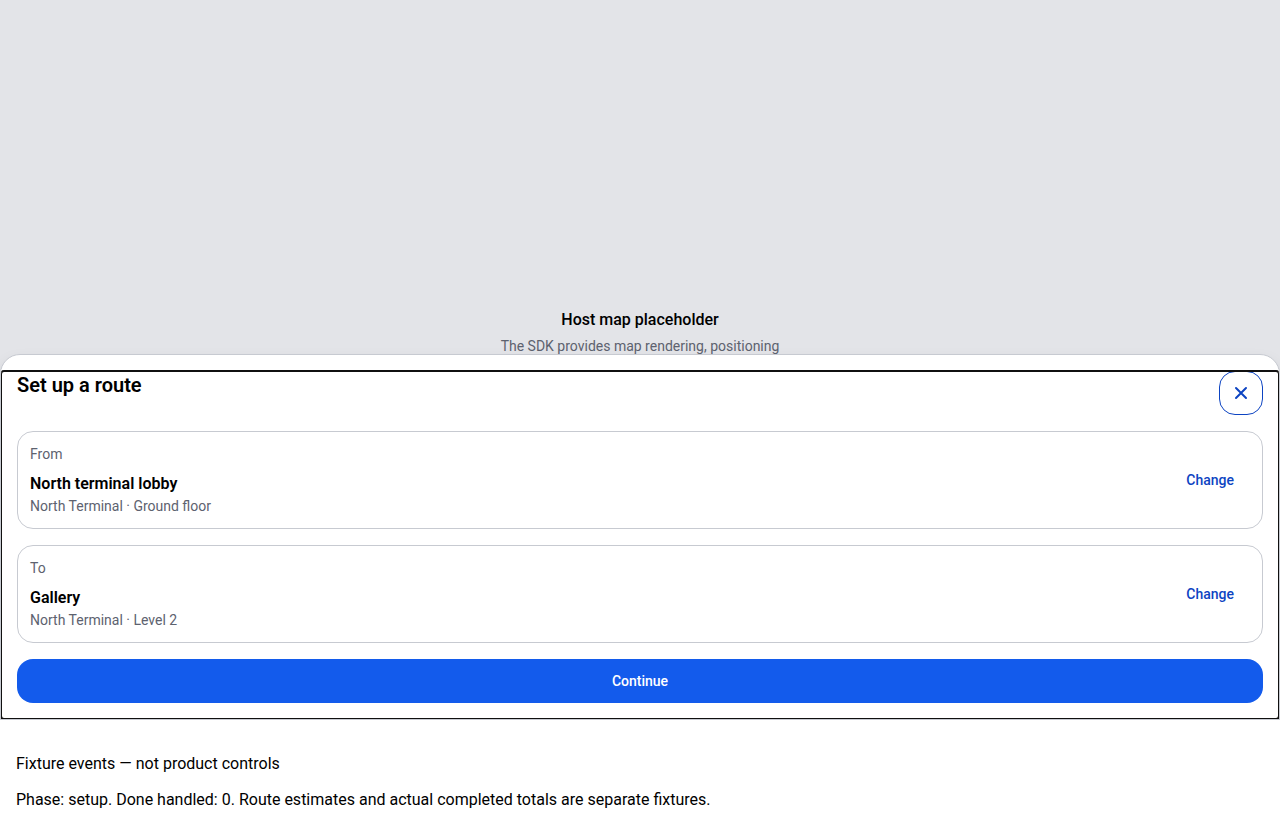 Host map placeholder
The SDK provides map rendering, positioning
Set up a route
From
North terminal lobby
North Terminal · Ground floor
Change
To
Gallery
North Terminal · Level 2
Change
Continue
Fixture events — not product controls
Phase: setup. Done handled: 0. Route estimates and actual completed totals are separate fixtures.